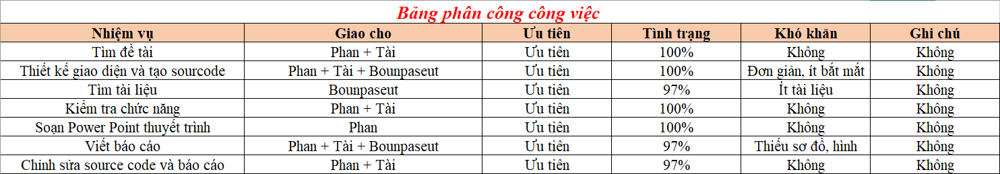 Bảng phân công công việc
Nhiệm vụ Giao cho Ưu tiên Tình trạng Khó khăn Ghi chú
Tìm đề tài Phan + Tài Ưu tiên 100% Không Không
Thiết kế giao diện và tạo sourcode Phan + Tài + Bounpaseut Ưu tiên 100% Đơn giản, ít bắt mắt Không
Tìm tài liệu Bounpaseut Ưu tiên 97% Ít tài liệu Không
Kiểm tra chức năng Phan + Tài Ưu tiên 100% Không Không
Soạn Power Point thuyết trình Phan Ưu tiên 100% Không Không
Viết báo cáo Phan + Tài + Bounpaseut Ưu tiên 97% Thiếu sơ đồ, hình Không
Chỉnh sửa source code và báo cáo Phan + Tài Ưu tiên 97% Không Không